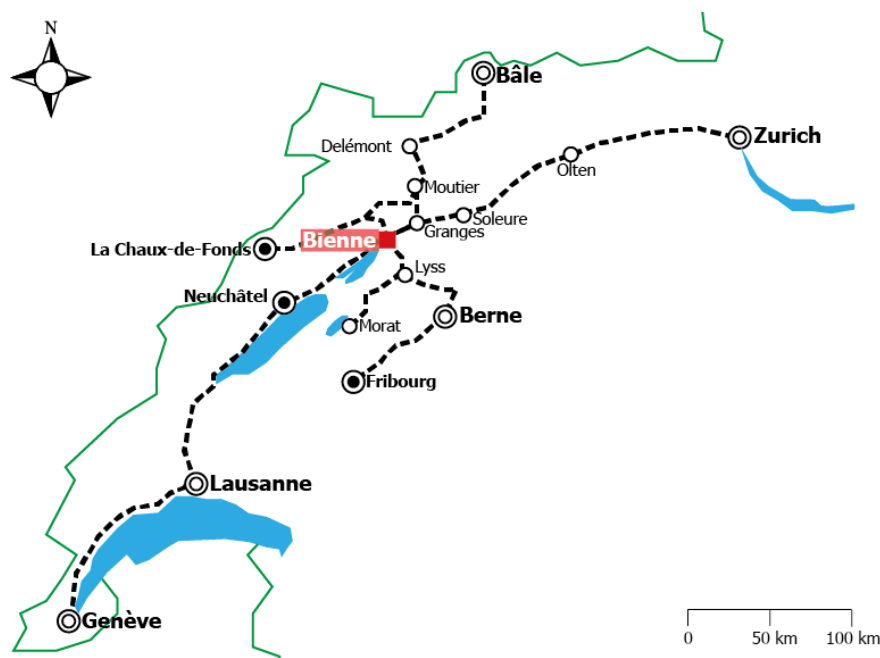 N
Bâle
Zurich
Delémont
Olten
Moutier
Soleure
Granges
Bienne
La Chaux-de-Fonds
Lyss
Neuchâtel
Berne
Morat
Fribourg
Lausanne
Genève
0 50 km 100 km